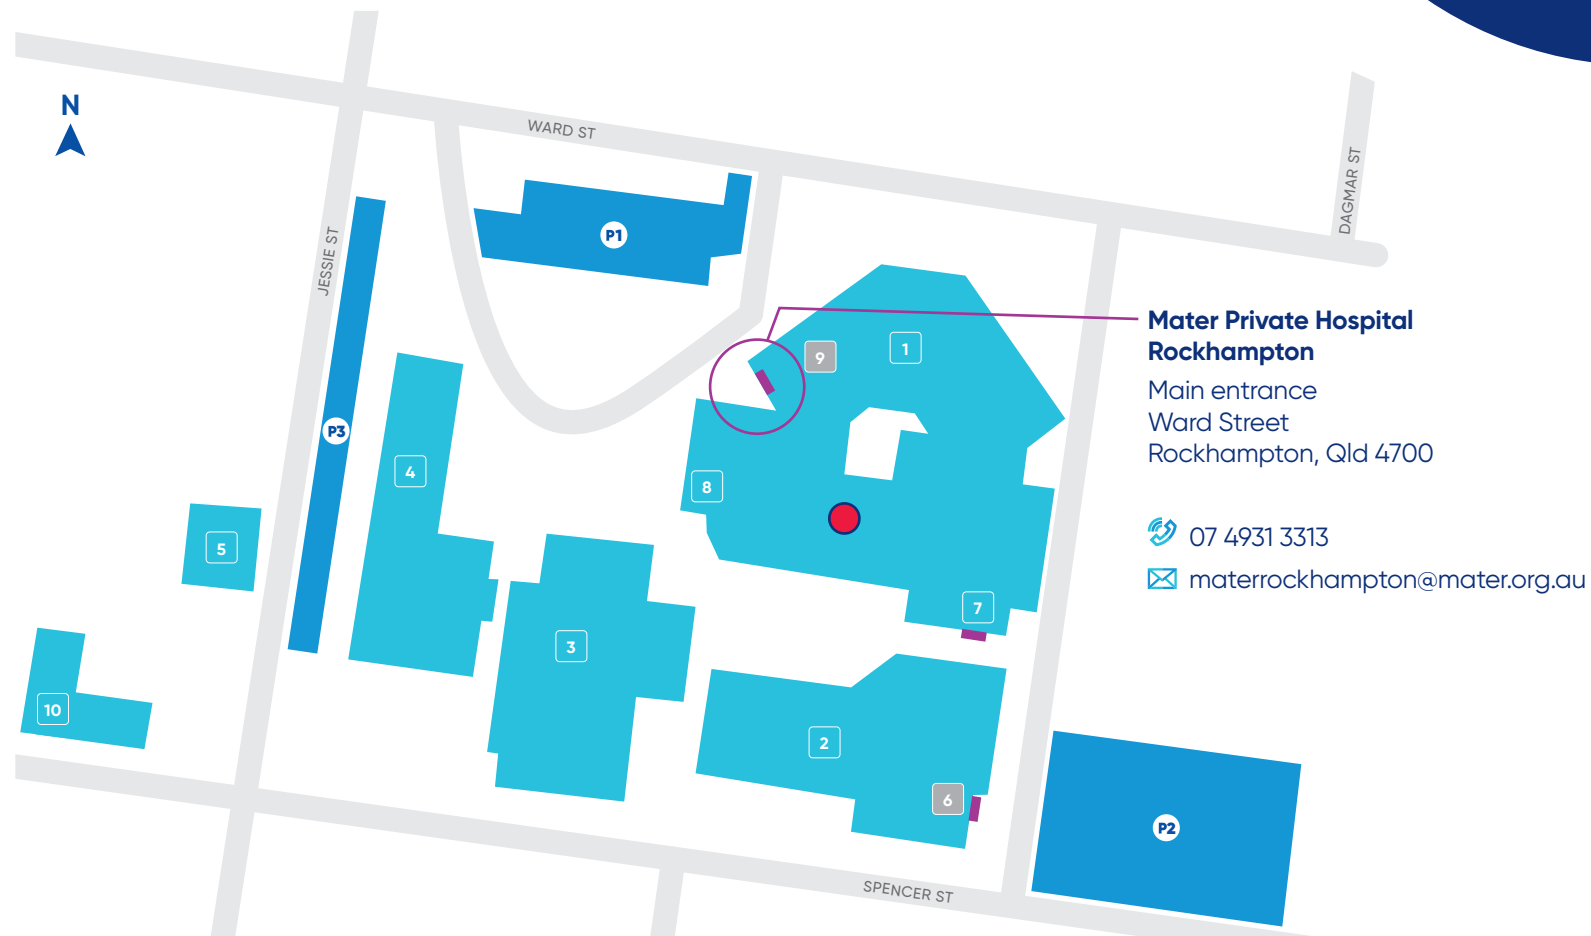 N
WARD ST
DAGMAR ST
JESSIE ST
P1
P3
9
1
4
8
5
7
3
10
2
6
P2
SPENCER ST
Mater Private Hospital
Rockhampton
Main entrance
Ward Street
Rockhampton, Qld 4700
07 4931 3313
materrockhampton@mater.org.au